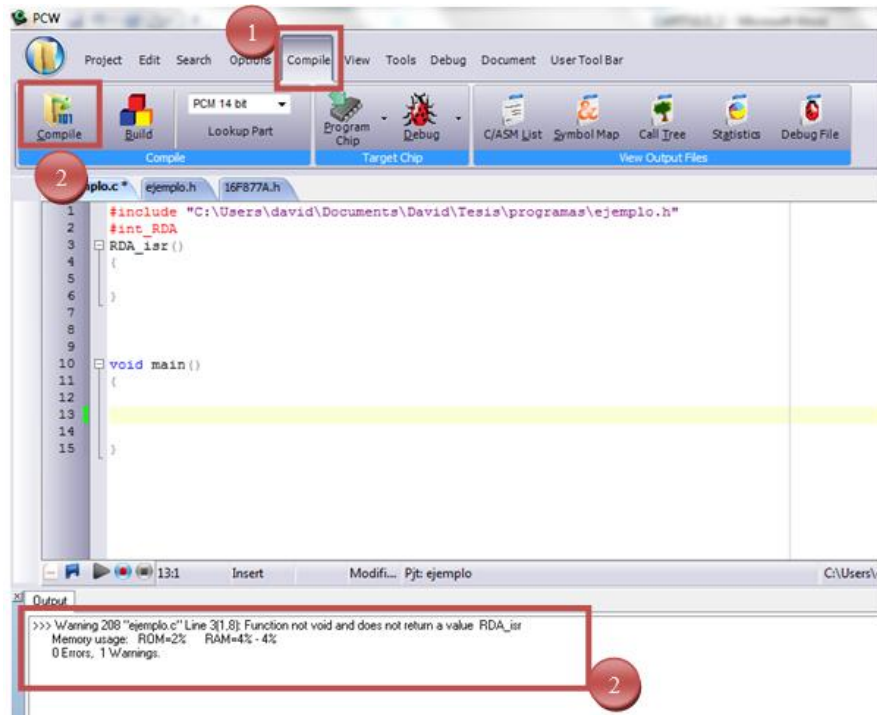 PCW
1
Project Edit Search Options Compile View Tools Debug Document User Tool Bar
101
PCM 14 bit
Compile Build Lookup Part Program Chip Debug C/ASM List Symbol Map Call Tree Statistics Debug File
Compile Target Chip View Output Files
2
mplo.c * ejemplo.h 16F877A.h
1 #include "C:\Users\david\Documents\David\Tesis\programas\ejemplo.h"
2 #int_RDA
3 RDA_isr()
4 {
5
6 }
7
8
9
10 void main()
11 {
12
13
14
15 }
13:1 Insert Modifi... Pjt: ejemplo C:\Users\
Output
>>> Warning 208 "ejemplo.c" Line 3(1,8): Function not void and does not return a value RDA_isr
Memory usage: ROM=2% RAM=4% - 4%
0 Errors, 1 Warnings.
2